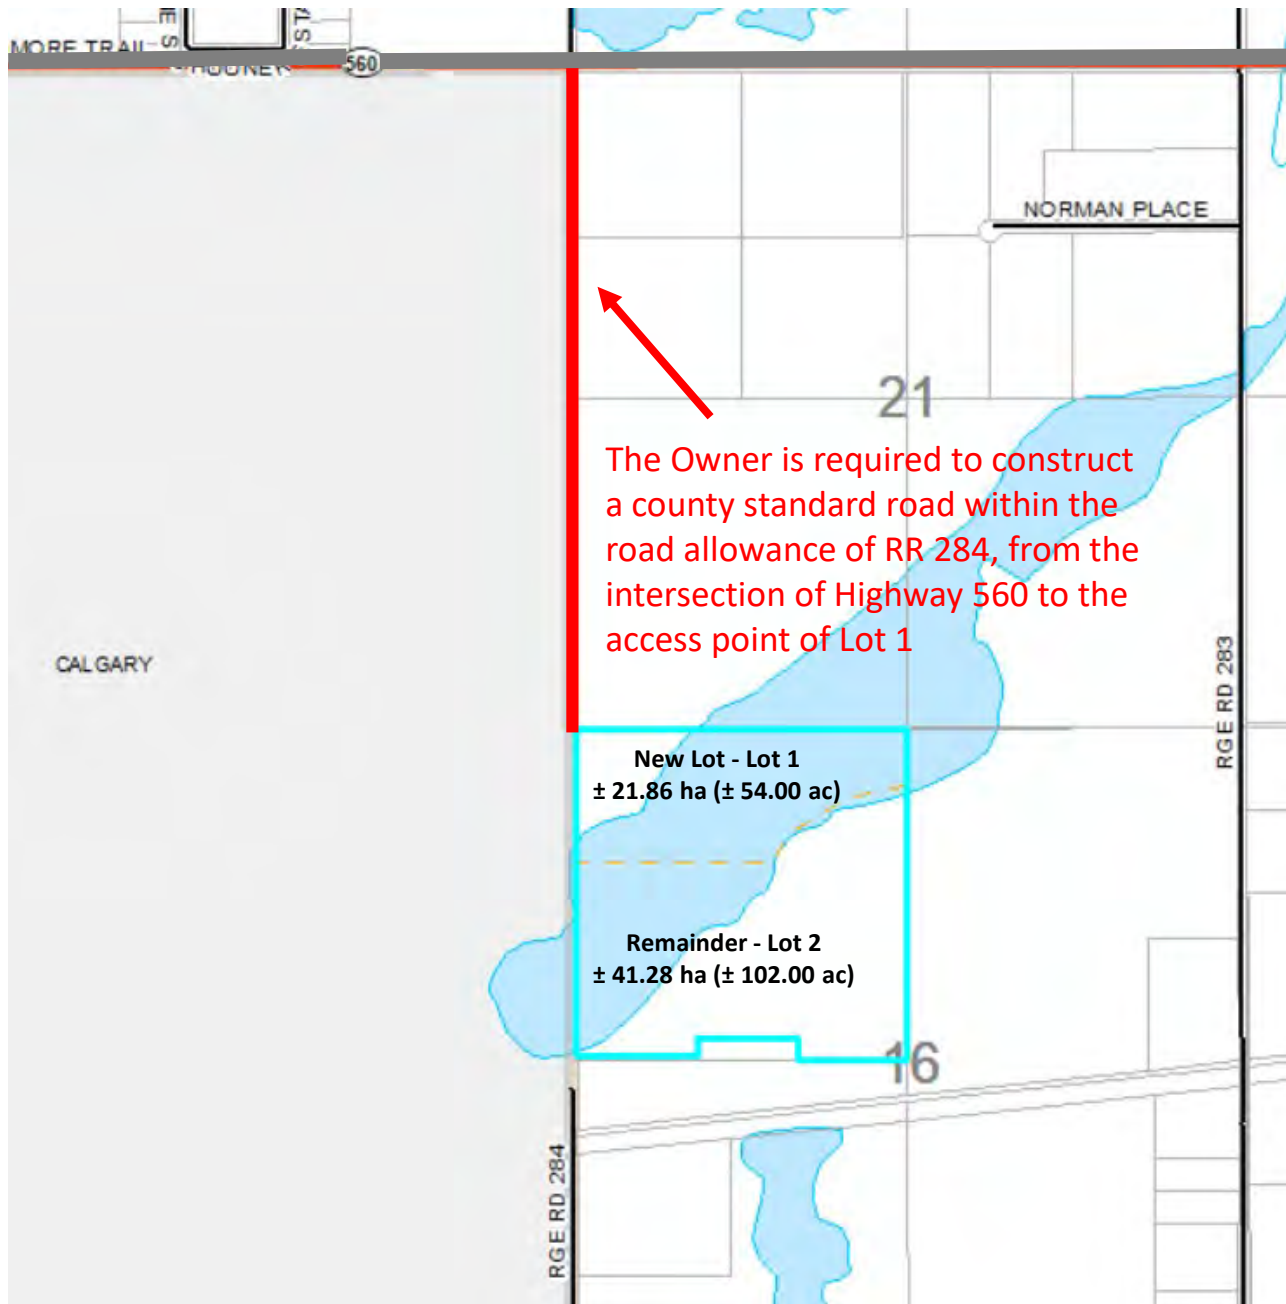 MORE TRAIL
560
NORMAN PLACE
21
The Owner is required to construct
a county standard road within the
road allowance of RR 284, from the
intersection of Highway 560 to the
access point of Lot 1
CALGARY
RGE RD 283
New Lot - Lot 1
± 21.86 ha (± 54.00 ac)
Remainder - Lot 2
± 41.28 ha (± 102.00 ac)
16
RGE RD 284